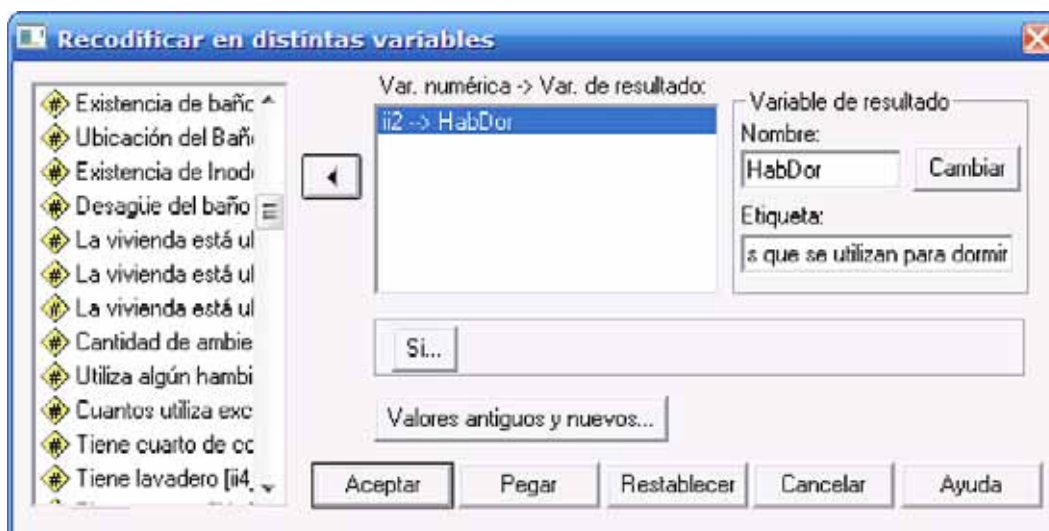 Recodificar en distintas variables
Existencia de bañc
Ubicación del Bañ
Existencia de Inod
Desagüe del baño
La vivienda está ul
La vivienda está ul
La vivienda está ul
Cantidad de ambie
Utiliza algún hambi
Cuantos utiliza exc
Tiene cuarto de cc
Tiene lavadero [ii4
Var. numérica -> Var. de resultado:
ii2 --> HabDor
Variable de resultado
Nombre:
HabDor
Cambiar
Etiqueta:
s que se utilizan para dormir
Si...
Valores antiguos y nuevos...
Aceptar
Pegar
Restablecer
Cancelar
Ayuda